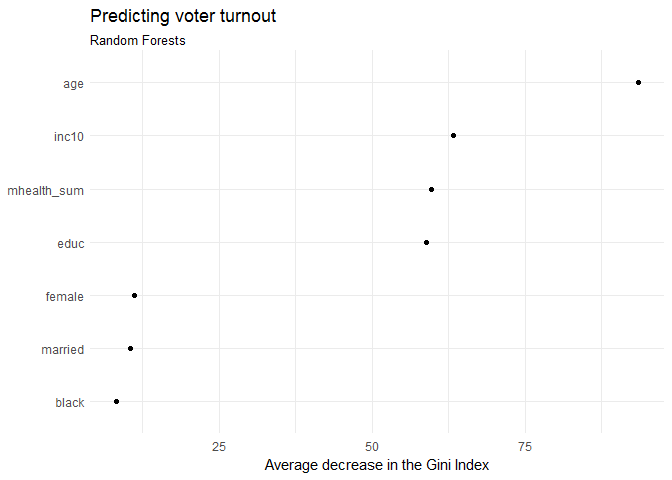 Predicting voter turnout
Random Forests
age
inc10
mhealth_sum
educ
female
married
black
25 50 75
Average decrease in the Gini Index